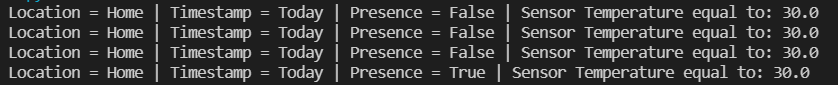 Location = Home | Timestamp = Today | Presence = False | Sensor Temperature equal to: 30.0
Location = Home | Timestamp = Today | Presence = False | Sensor Temperature equal to: 30.0
Location = Home | Timestamp = Today | Presence = False | Sensor Temperature equal to: 30.0
Location = Home | Timestamp = Today | Presence = True | Sensor Temperature equal to: 30.0